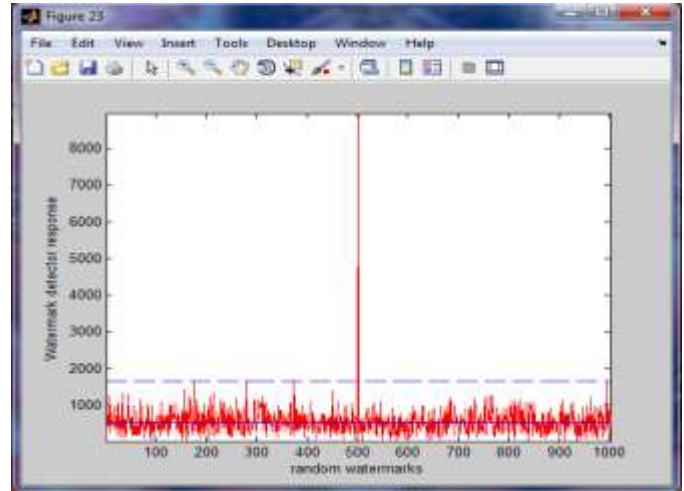 Figure 23
File Edit View Insert Tools Desktop Window Help
8000
7000
6000
5000
4000
3000
2000
1000
Watermark detector response
100 200 300 400 500 600 700 800 900 1000
random watermarks